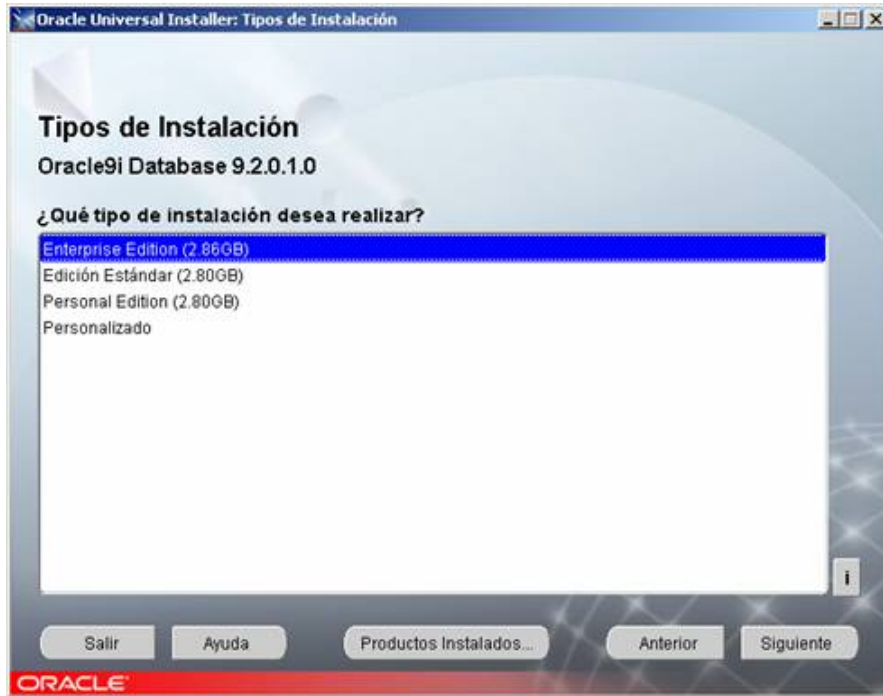 Oracle Universal Installer: Tipos de Instalación
Tipos de Instalación
Oracle9i Database 9.2.0.1.0
¿Qué tipo de instalación desea realizar?
Enterprise Edition (2.86GB)
Edición Estándar (2.80GB)
Personal Edition (2.80GB)
Personalizado
i
Salir
Ayuda
Productos Instalados...
Anterior
Siguiente
ORACLE